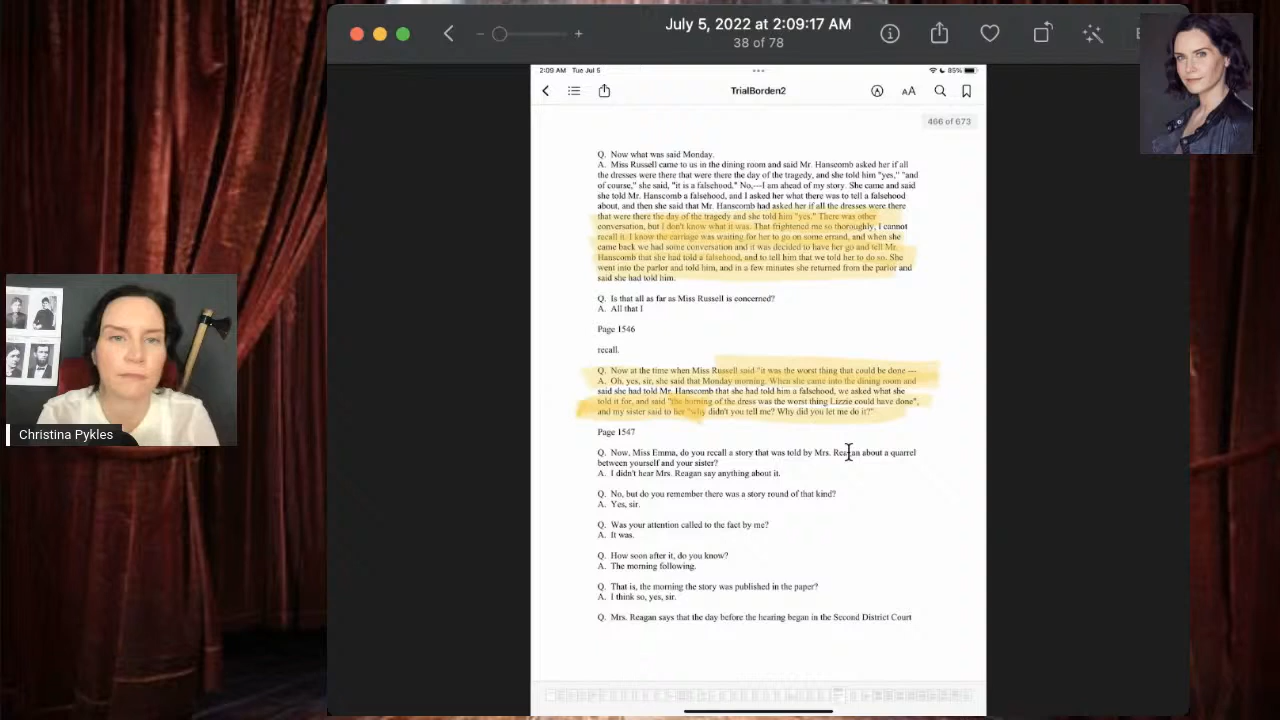 July 5, 2022 at 2:09:17 AM
38 of 78
2:09 AM Tue Jul 5
85%
TrialBorden2
AA
466 of 673
Q. Now what was said Monday.
A. Miss Russell came to us in the dining room and said Mr. Hanscomb asked her if all
the dresses were there that were there the day of the tragedy, and she told him "yes," "and
of course," she said, "it is a falsehood." No,—I am ahead of my story. She came and said
she told Mr. Hanscomb a falsehood, and I asked her what there was to tell a falsehood
about, and then she said that Mr. Hanscomb had asked her if all the dresses were there
that were there the day of the tragedy and she told him "yes." There was other
conversation, but I don't know what it was. That frightened me so thoroughly, I cannot
recall it. I know the carriage was waiting for her to go on some errand, and when she
came back we had some conversation and it was decided to have her go and tell Mr.
Hanscomb that she had told a falsehood, and to tell him that we told her to do so. She
went into the parlor and told him, and in a few minutes she returned from the parlor and
said she had told him.
Q. Is that all as far as Miss Russell is concerned?
A. All that I
Page 1546
recall.
Q. Now at the time when Miss Russell said "it was the worst thing that could be done —
A. Oh, yes, sir, she said that Monday morning. When she came into the dining room and
said she had told Mr. Hanscomb that she had told him a falsehood, we asked what she
told it for, and said "the burning of the dress was the worst thing Lizzie could have done",
and my sister said to her "why didn't you tell me? Why did you let me do it?"
Page 1547
Q. Now, Miss Emma, do you recall a story that was told by Mrs. Reagan about a quarrel
between yourself and your sister?
A. I didn't hear Mrs. Reagan say anything about it.
Q. No, but do you remember there was a story round of that kind?
A. Yes, sir.
Q. Was your attention called to the fact by me?
A. It was.
Q. How soon after it, do you know?
A. The morning following.
Q. That is, the morning the story was published in the paper?
A. I think so, yes, sir.
Q. Mrs. Reagan says that the day before the hearing began in the Second District Court
Christina Pykles